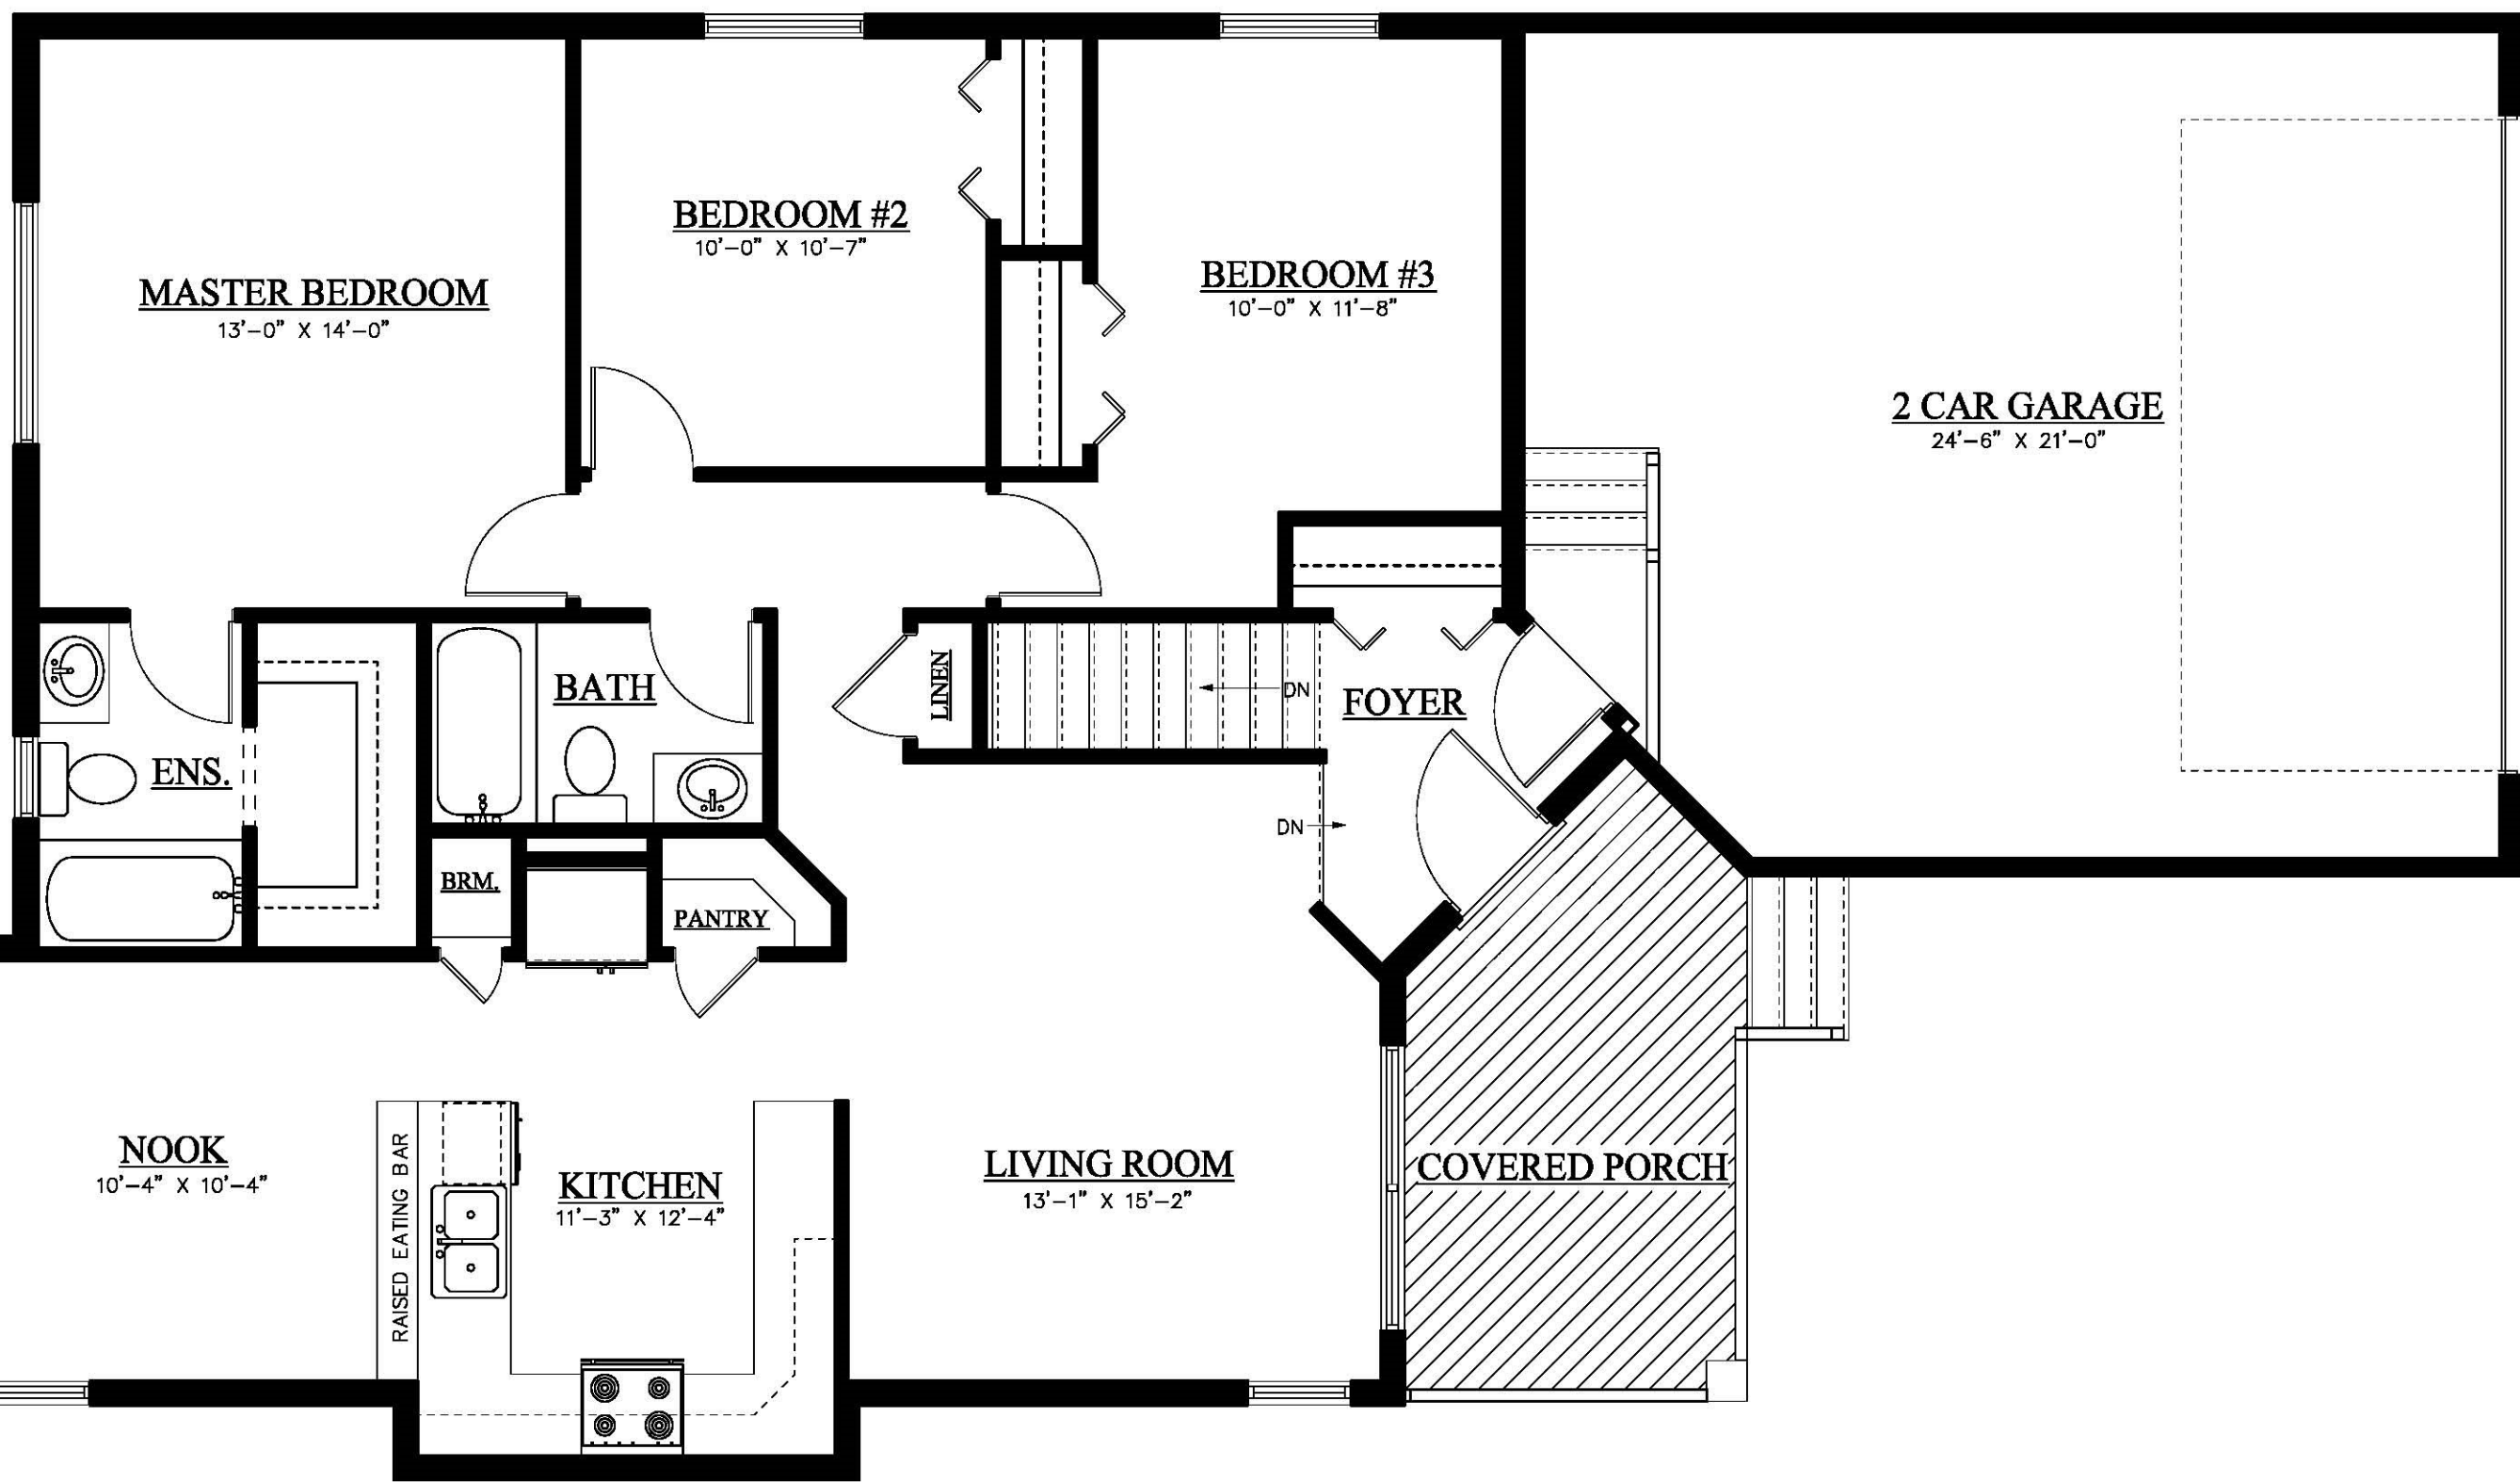 BEDROOM #2
10'-0" X 10'-7"
BEDROOM #3
10'-0" X 11'-8"
MASTER BEDROOM
13'-0" X 14'-0"
2 CAR GARAGE
24'-6" X 21'-0"
BATH
LINEN
DN
FOYER
ENS.
DN
BRM.
PANTRY
NOOK
10'-4" X 10'-4"
RAISED EATING BAR
KITCHEN
11'-3" X 12'-4"
LIVING ROOM
13'-1" X 15'-2"
COVERED PORCH